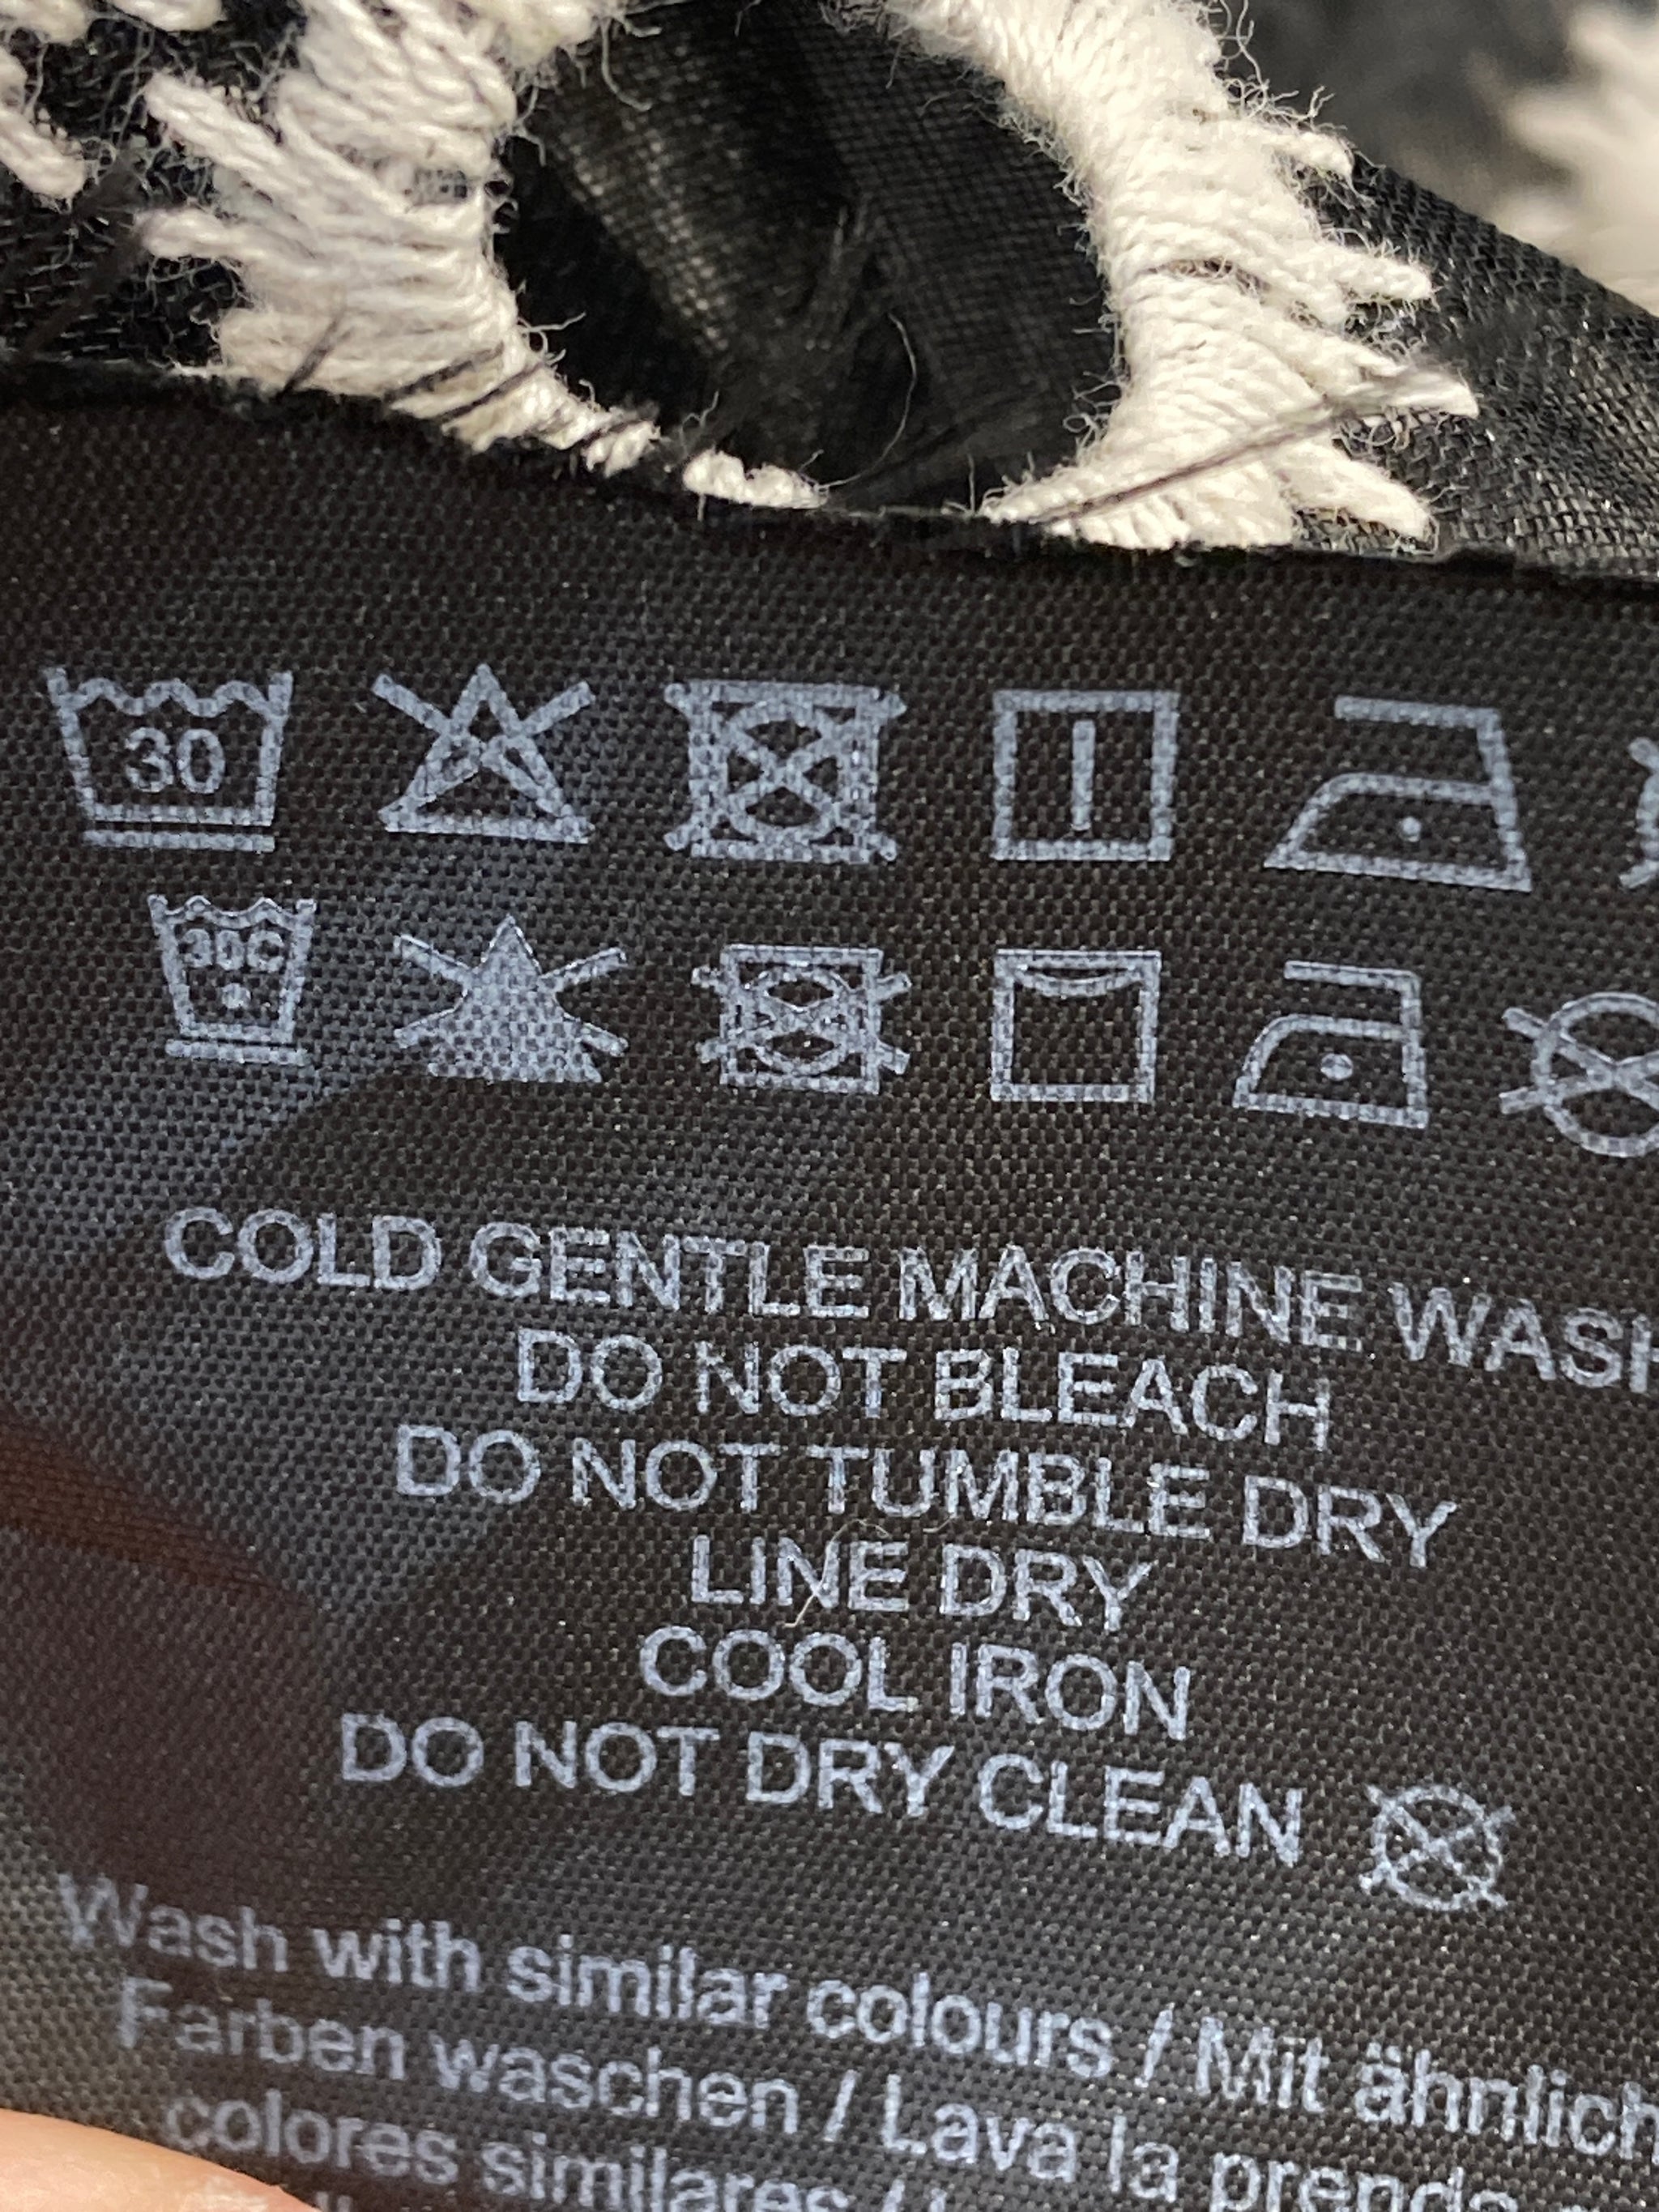 30
30C
COLD GENTLE MACHINE WASH
DO NOT BLEACH
DO NOT TUMBLE DRY
LINE DRY
COOL IRON
DO NOT DRY CLEAN
Wash with similar colours / Mit ähnlich
Farben waschen / Lava la prenda
colores similares /